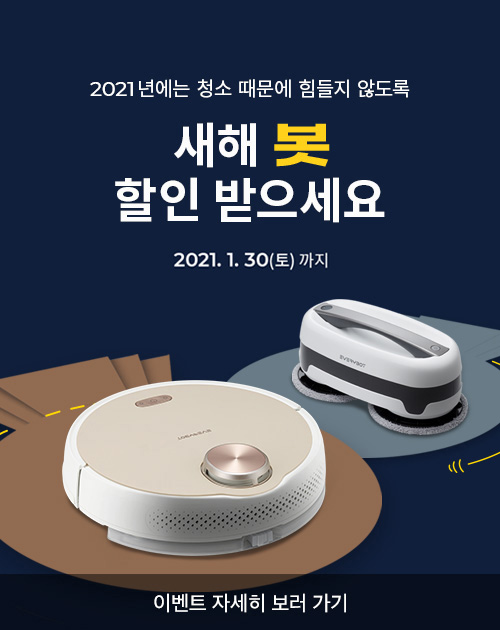 2021년에는 청소 때문에 힘들지 않도록
새해 봇
할인 받으세요
2021. 1. 30(토) 까지
EVERYBOT
EVERYBOT
이벤트 자세히 보러 가기